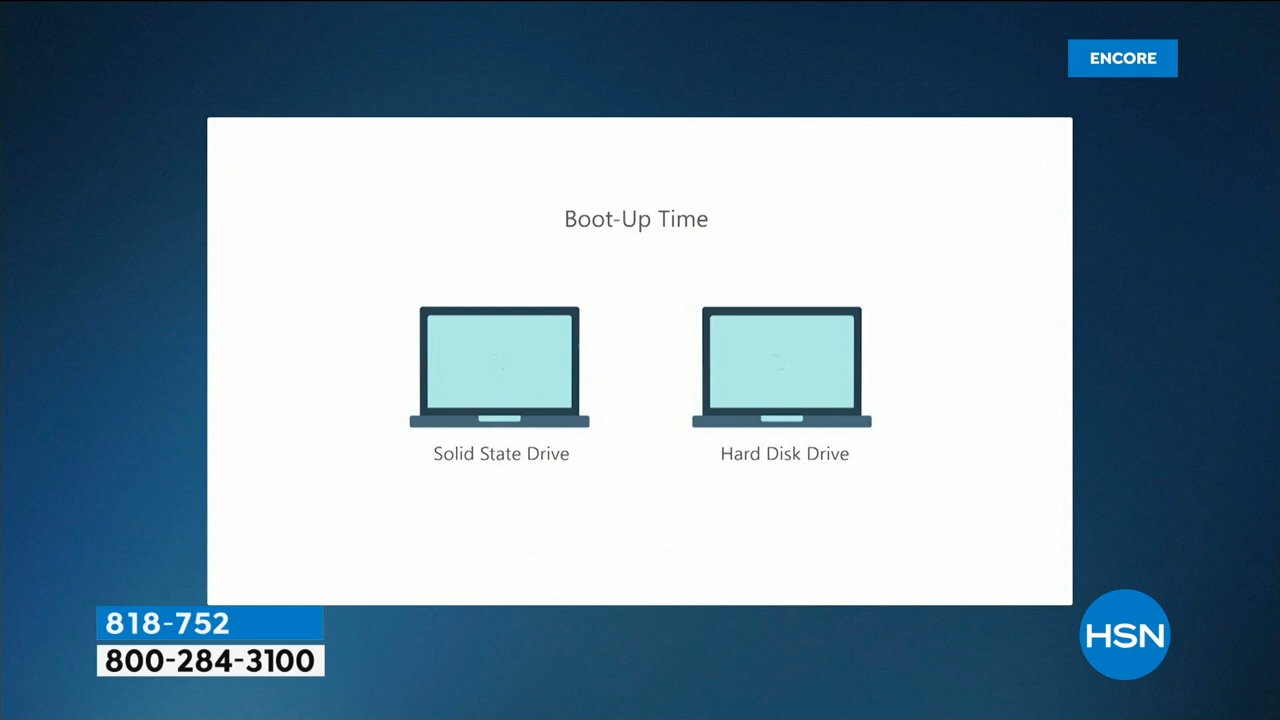 ENCORE
Boot-Up Time
Solid State Drive
Hard Disk Drive
818-752
800-284-3100
HSN